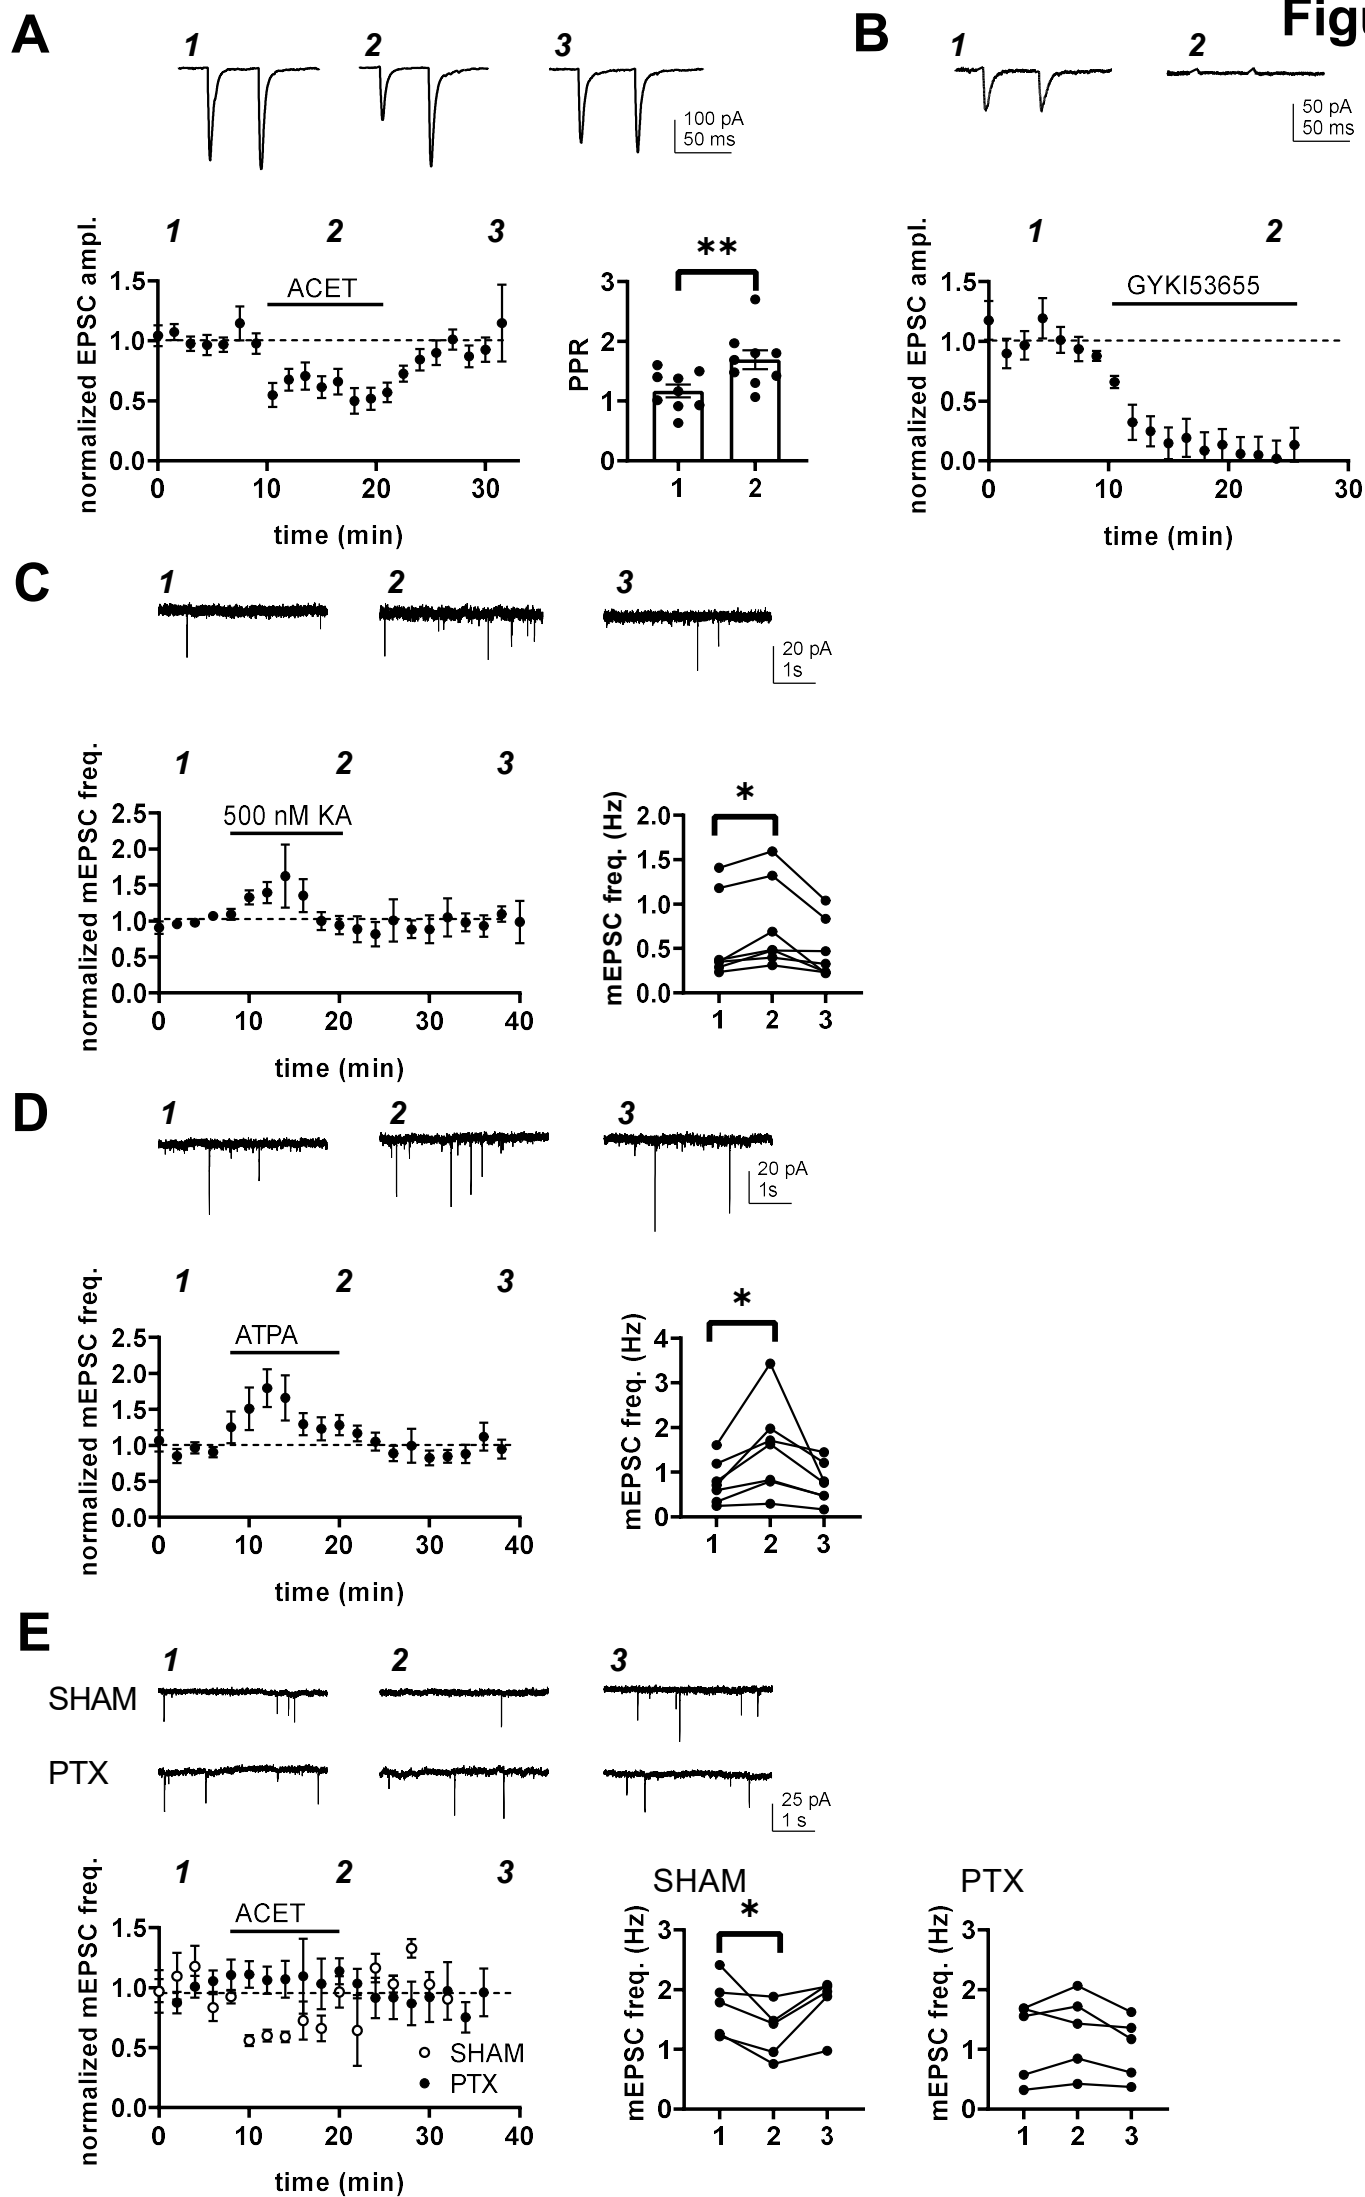 Figu
A
1 2 3
100 pA
50 ms
B
1 2
50 pA
50 ms
1 2 3
ACET
normalized EPSC ampl.
1.5
1.0
0.5
0.0
0 10 20 30
time (min)
**
PPR
3
2
1
0
1 2
1 2
GYKI53655
normalized EPSC ampl.
1.5
1.0
0.5
0.0
0 10 20 30
time (min)
C
1 2 3
20 pA
1s
1 2 3
500 nM KA
normalized mEPSC freq.
2.5
2.0
1.5
1.0
0.5
0.0
0 10 20 30 40
time (min)
*
mEPSC freq. (Hz)
2.0
1.5
1.0
0.5
0.0
1 2 3
D
1 2 3
20 pA
1s
1 2 3
ATPA
normalized mEPSC freq.
2.5
2.0
1.5
1.0
0.5
0.0
0 10 20 30 40
time (min)
*
mEPSC freq. (Hz)
4
3
2
1
0
1 2 3
E
1 2 3
SHAM
PTX
25 pA
1 s
1 2 3
ACET
normalized mEPSC freq.
1.5
1.0
0.5
0.0
SHAM
PTX
0 10 20 30 40
time (min)
SHAM
*
mEPSC freq. (Hz)
3
2
1
0
1 2 3
PTX
mEPSC freq. (Hz)
3
2
1
0
1 2 3